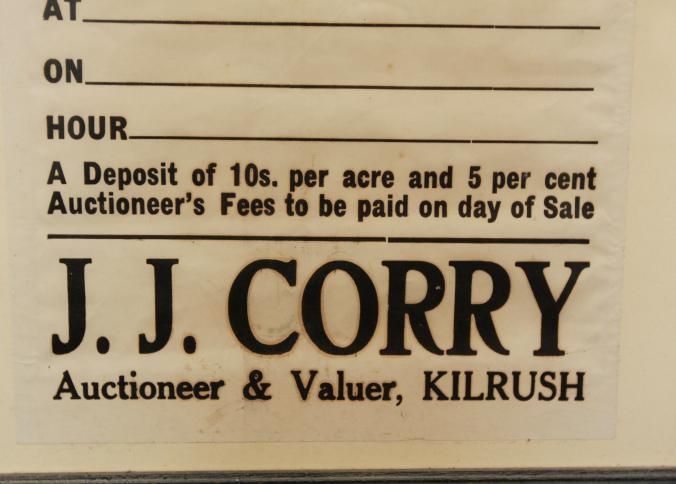 AT
ON
HOUR
A Deposit of 10s. per acre and 5 per cent
Auctioneer's Fees to be paid on day of Sale
J. J. CORRY
Auctioneer & Valuer, KILRUSH